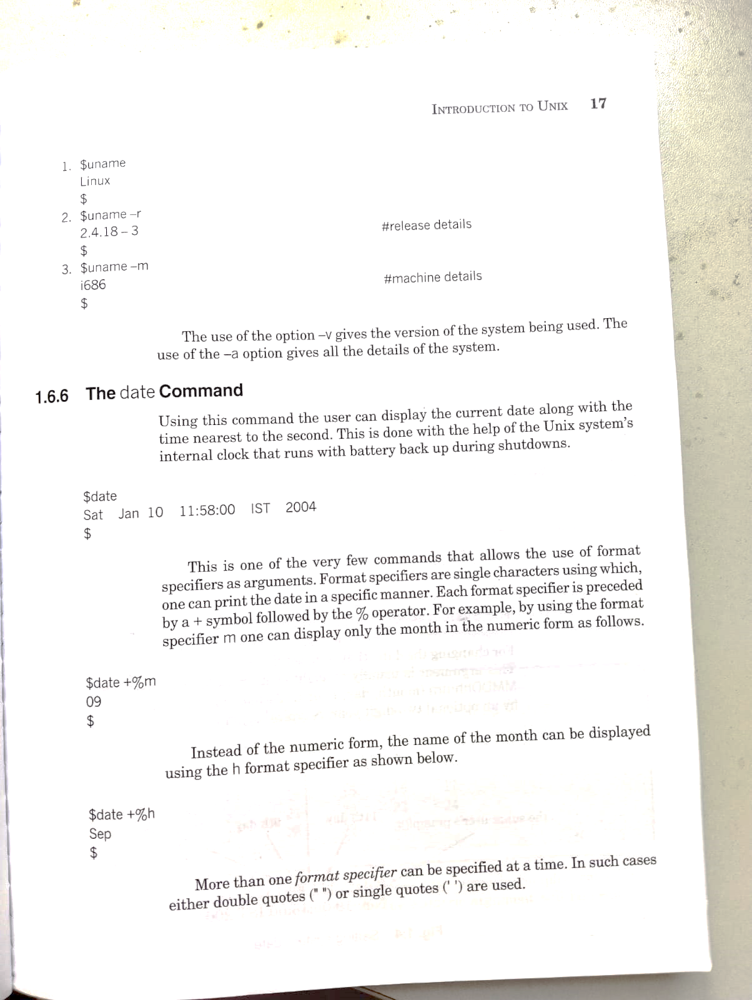 INTRODUCTION TO UNIX 17
1. $uname
Linux
$
2. $uname –r
2.4.18 – 3 #release details
$
3. $uname –m
i686 #machine details
$
The use of the option –v gives the version of the system being used. The
use of the –a option gives all the details of the system.
1.6.6 The date Command
Using this command the user can display the current date along with the
time nearest to the second. This is done with the help of the Unix system's
internal clock that runs with battery back up during shutdowns.
$date
Sat Jan 10 11:58:00 IST 2004
$
This is one of the very few commands that allows the use of format
specifiers as arguments. Format specifiers are single characters using which,
one can print the date in a specific manner. Each format specifier is preceded
by a + symbol followed by the % operator. For example, by using the format
specifier m one can display only the month in the numeric form as follows.
$date +%m
09
$
Instead of the numeric form, the name of the month can be displayed
using the h format specifier as shown below.
$date +%h
Sep
$
More than one format specifier can be specified at a time. In such cases
either double quotes (" ") or single quotes (' ') are used.